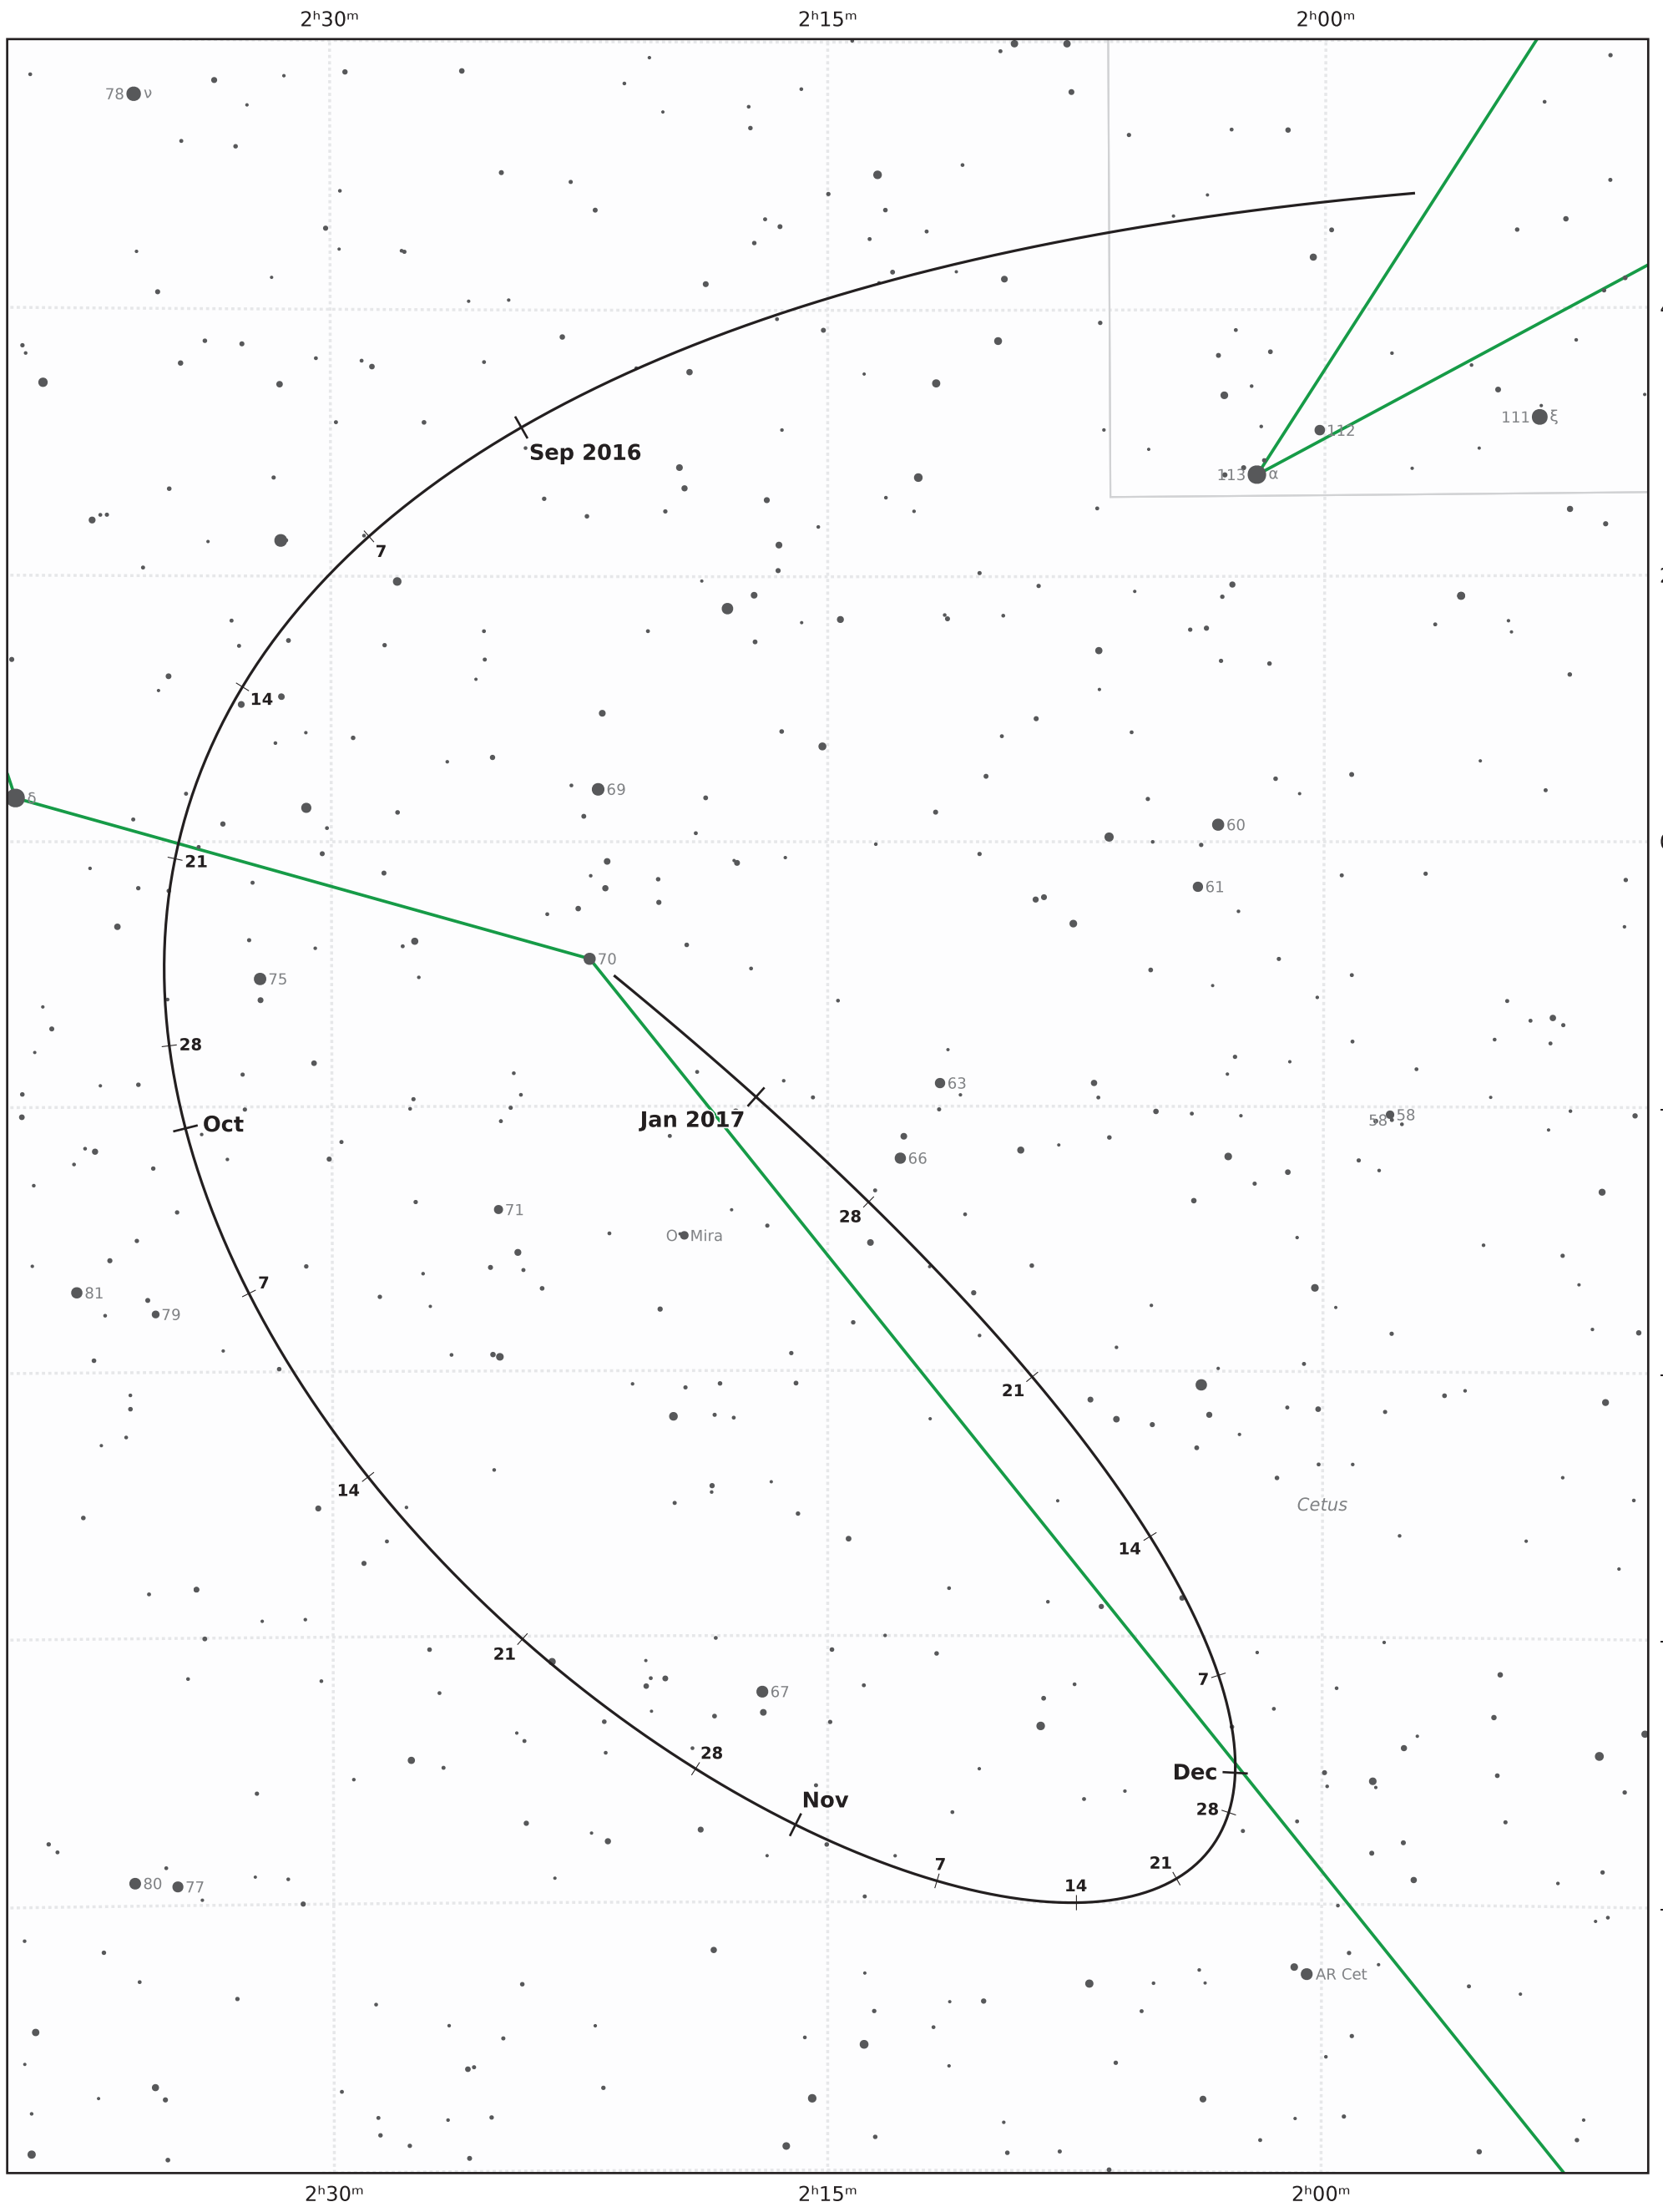 2ʰ30ᵐ 2ʰ15ᵐ 2ʰ00ᵐ
78 ν
111 ξ
112
Sep 2016
113 α
7
14
69
δ
60
21
61
70
75
28
63
58 58
Jan 2017
Oct
66
71
28
O Mira
7
81
79
21
14
Cetus
14
21
7
67
28
Dec
Nov
28
21
7
14
80 77
AR Cet
2ʰ30ᵐ 2ʰ15ᵐ 2ʰ00ᵐ